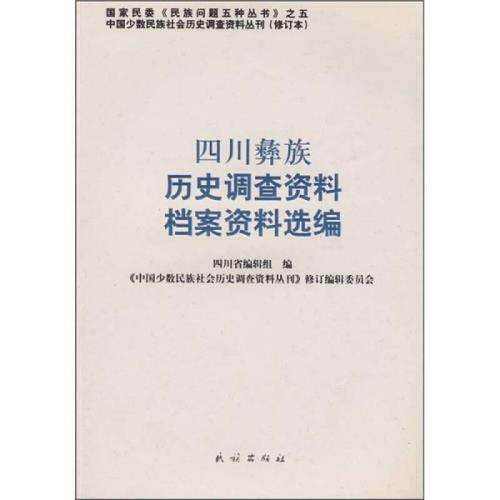 国家民委《民族问题五种丛书》之五
中国少数民族社会历史调查资料丛刊(修订本)
四川彝族
历史调查资料
档案资料选编
四川省编辑组 编
《中国少数民族社会历史调查资料丛刊》修订编辑委员会
民族出版社